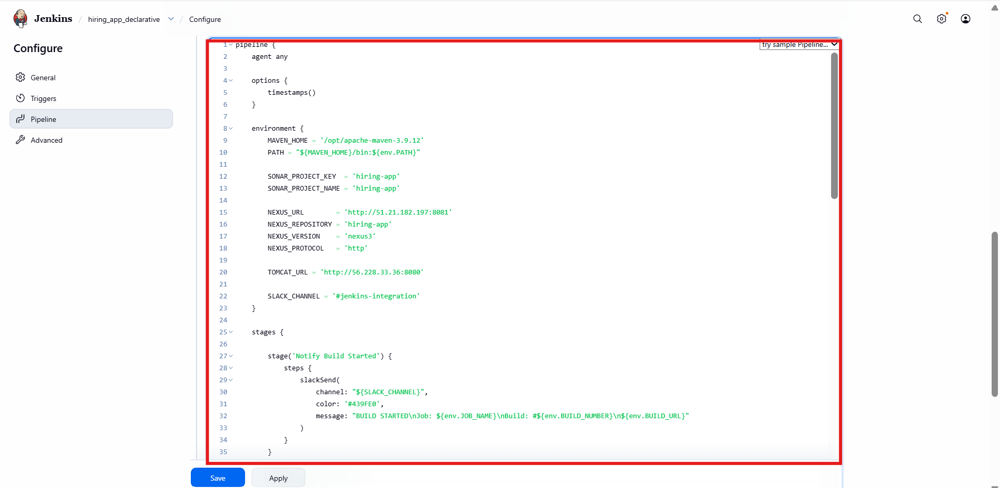 Jenkins / hiring_app_declarative / Configure
Configure
General
Triggers
Pipeline
Advanced
try sample Pipeline...
1 pipeline {
2     agent any
3
4     options {
5         timestamps()
6     }
7
8     environment {
9         MAVEN_HOME = '/opt/apache-maven-3.9.12'
10         PATH = "${MAVEN_HOME}/bin:${env.PATH}"
11
12         SONAR_PROJECT_KEY  = 'hiring-app'
13         SONAR_PROJECT_NAME = 'hiring-app'
14
15         NEXUS_URL        = 'http://51.21.182.197:8081'
16         NEXUS_REPOSITORY = 'hiring-app'
17         NEXUS_VERSION    = 'nexus3'
18         NEXUS_PROTOCOL   = 'http'
19
20         TOMCAT_URL = 'http://56.228.33.36:8080'
21
22         SLACK_CHANNEL = '#jenkins-integration'
23     }
24
25     stages {
26
27         stage('Notify Build Started') {
28             steps {
29                 slackSend(
30                     channel: "${SLACK_CHANNEL}",
31                     color: '#439FE0',
32                     message: "BUILD STARTED\nJob: ${env.JOB_NAME}\nBuild: #${env.BUILD_NUMBER}\n${env.BUILD_URL}"
33                 )
34             }
35         }
Save
Apply